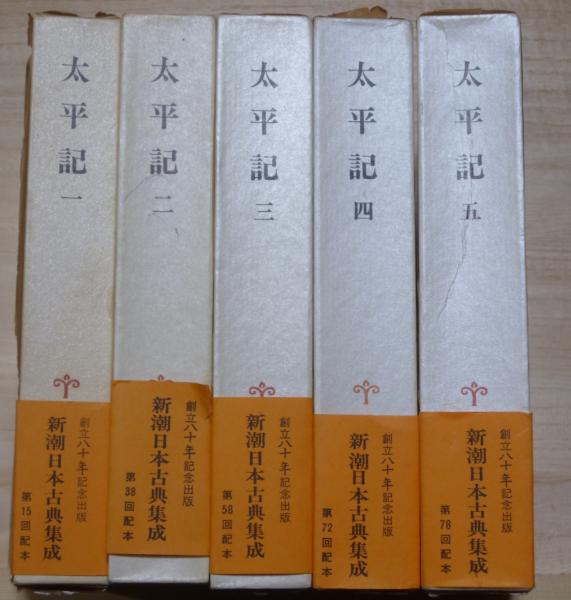 太平記 一
創立八十年記念出版
新潮日本古典集成
第15回配本
太平記 二
創立八十年記念出版
新潮日本古典集成
第38回配本
太平記 三
創立八十年記念出版
新潮日本古典集成
第58回配本
太平記 四
創立八十年記念出版
新潮日本古典集成
第72回配本
太平記 五
創立八十年記念出版
新潮日本古典集成
第78回配本